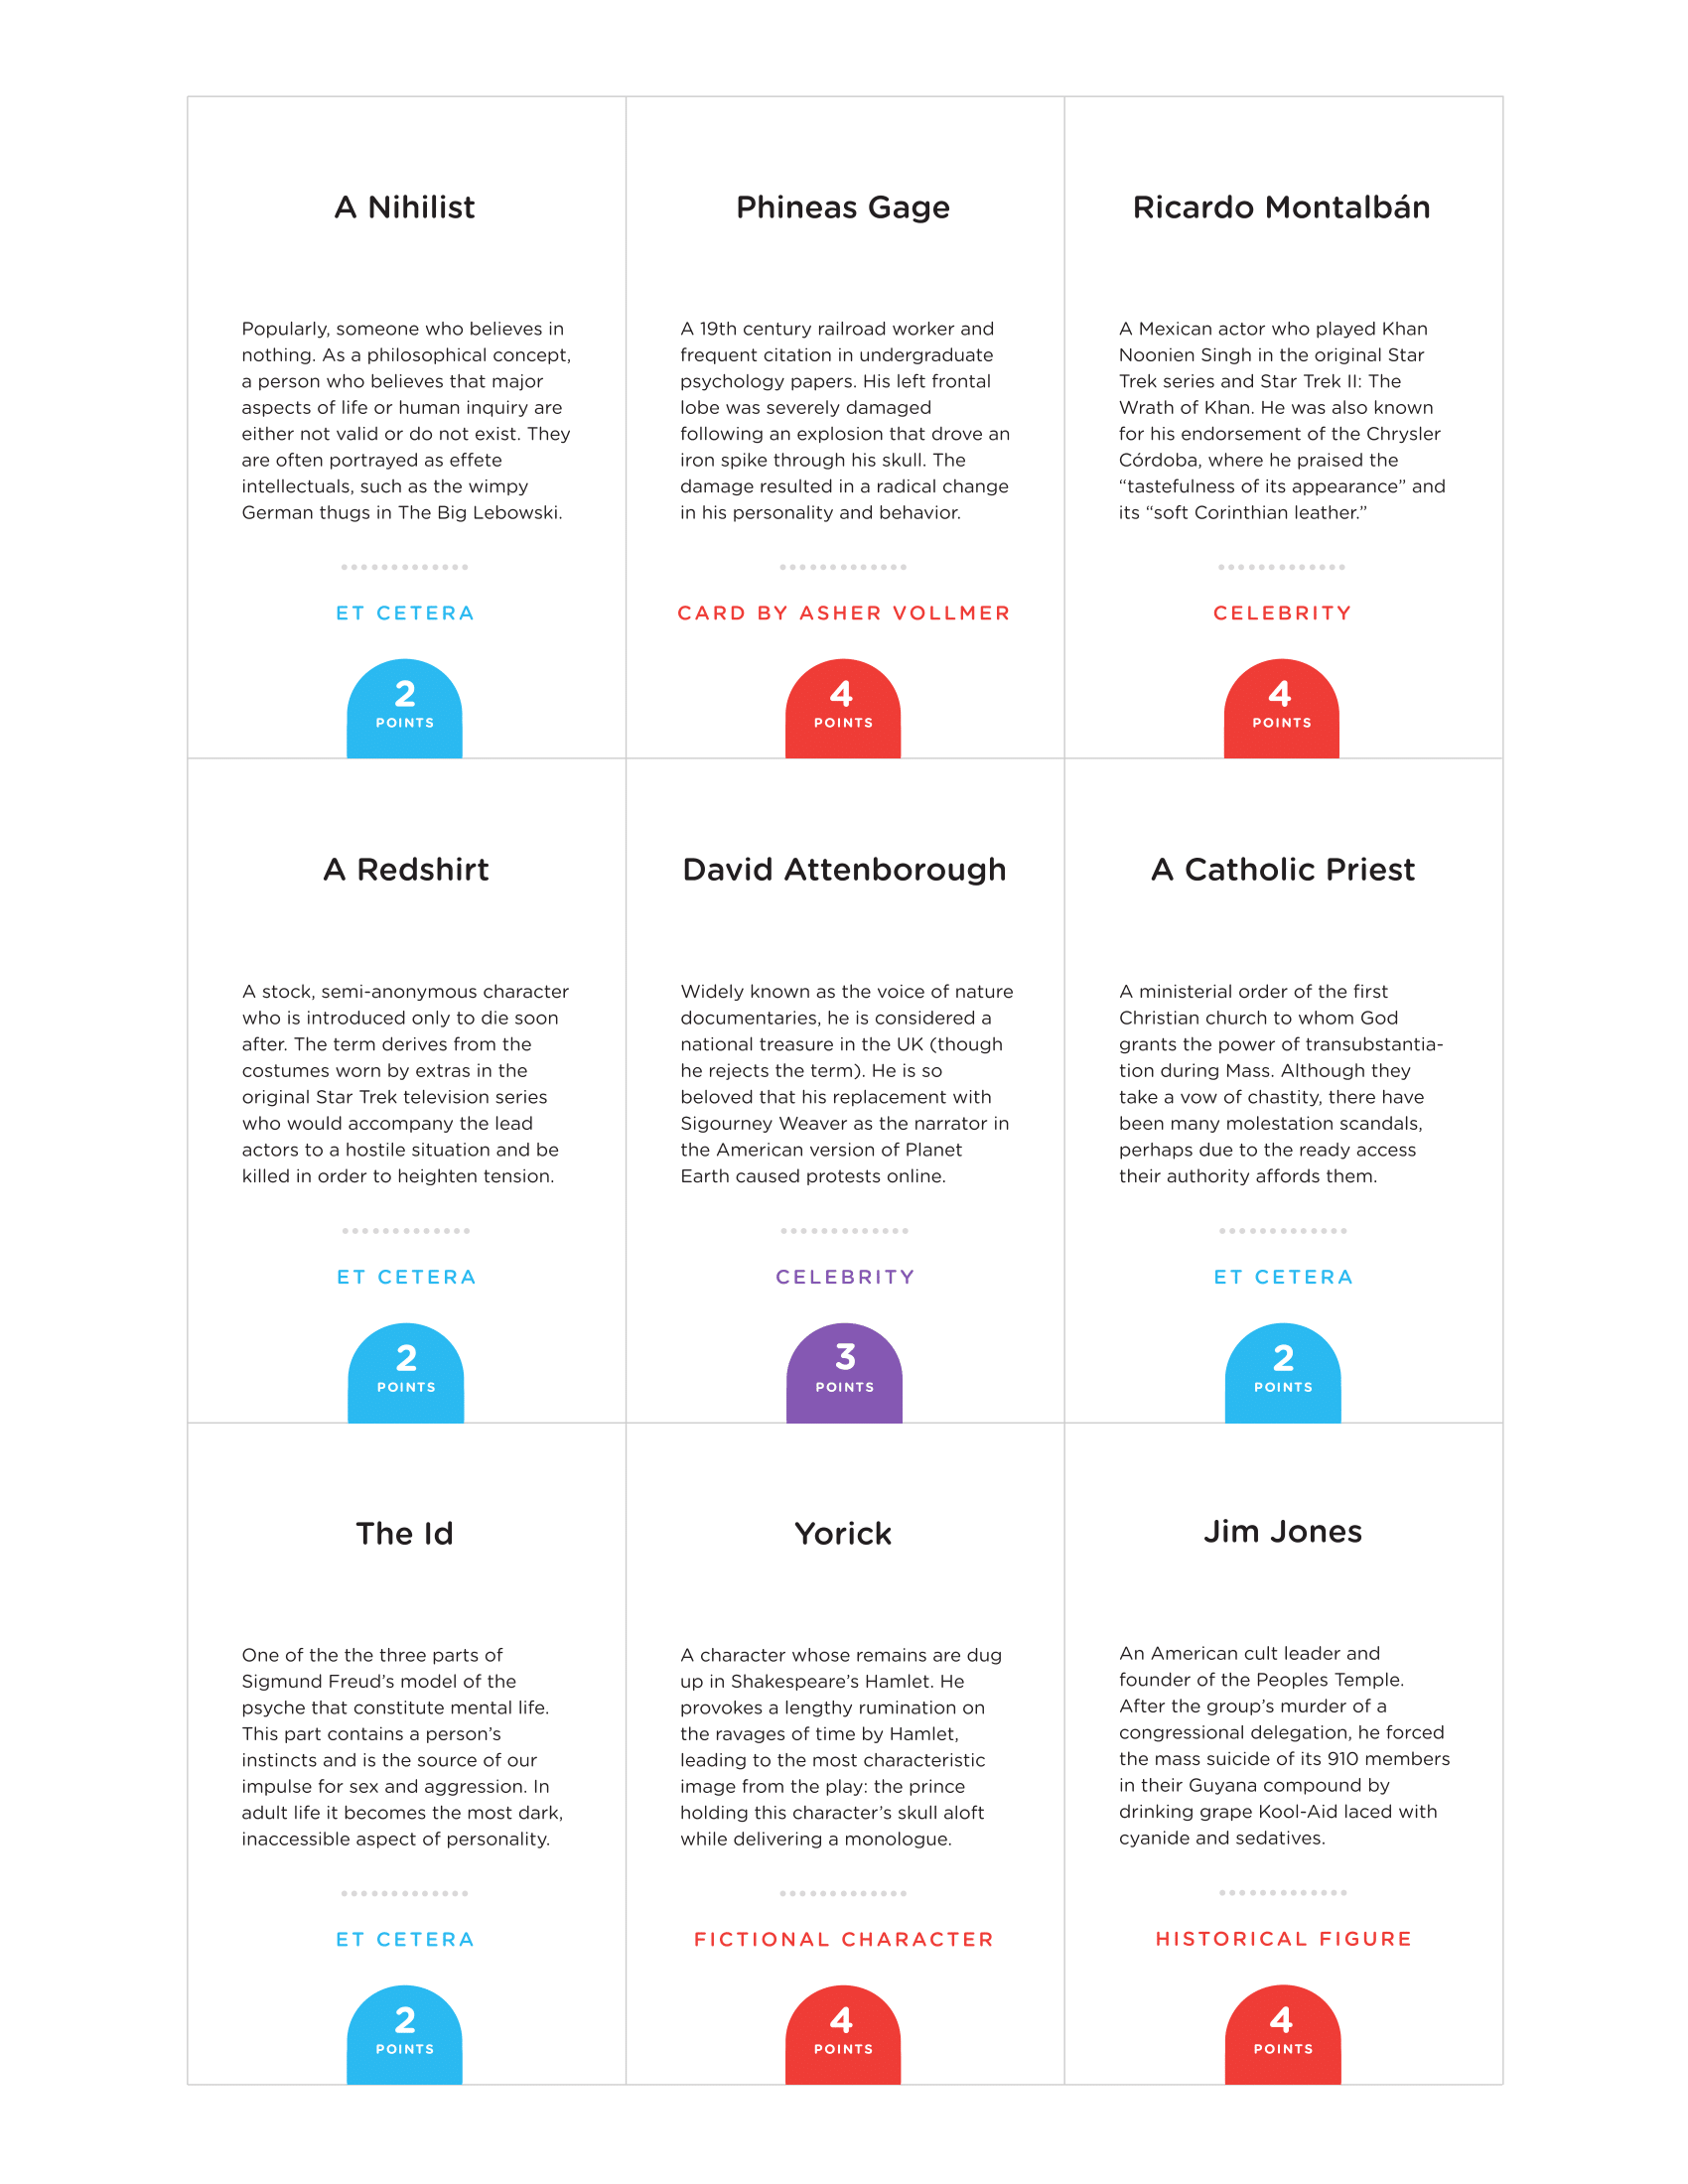 A Nihilist
Popularly, someone who believes in
nothing. As a philosophical concept,
a person who believes that major
aspects of life or human inquiry are
either not valid or do not exist. They
are often portrayed as effete
intellectuals, such as the wimpy
German thugs in The Big Lebowski.
ET CETERA
2
POINTS
Phineas Gage
A 19th century railroad worker and
frequent citation in undergraduate
psychology papers. His left frontal
lobe was severely damaged
following an explosion that drove an
iron spike through his skull. The
damage resulted in a radical change
in his personality and behavior.
CARD BY ASHER VOLLMER
4
POINTS
Ricardo Montalbán
A Mexican actor who played Khan
Noonien Singh in the original Star
Trek series and Star Trek II: The
Wrath of Khan. He was also known
for his endorsement of the Chrysler
Córdoba, where he praised the
“tastefulness of its appearance” and
its “soft Corinthian leather.”
CELEBRITY
4
POINTS
A Redshirt
A stock, semi-anonymous character
who is introduced only to die soon
after. The term derives from the
costumes worn by extras in the
original Star Trek television series
who would accompany the lead
actors to a hostile situation and be
killed in order to heighten tension.
ET CETERA
2
POINTS
David Attenborough
Widely known as the voice of nature
documentaries, he is considered a
national treasure in the UK (though
he rejects the term). He is so
beloved that his replacement with
Sigourney Weaver as the narrator in
the American version of Planet
Earth caused protests online.
CELEBRITY
3
POINTS
A Catholic Priest
A ministerial order of the first
Christian church to whom God
grants the power of transubstantia-
tion during Mass. Although they
take a vow of chastity, there have
been many molestation scandals,
perhaps due to the ready access
their authority affords them.
ET CETERA
2
POINTS
The Id
One of the the three parts of
Sigmund Freud’s model of the
psyche that constitute mental life.
This part contains a person’s
instincts and is the source of our
impulse for sex and aggression. In
adult life it becomes the most dark,
inaccessible aspect of personality.
ET CETERA
2
POINTS
Yorick
A character whose remains are dug
up in Shakespeare’s Hamlet. He
provokes a lengthy rumination on
the ravages of time by Hamlet,
leading to the most characteristic
image from the play: the prince
holding this character’s skull aloft
while delivering a monologue.
FICTIONAL CHARACTER
4
POINTS
Jim Jones
An American cult leader and
founder of the Peoples Temple.
After the group’s murder of a
congressional delegation, he forced
the mass suicide of its 910 members
in their Guyana compound by
drinking grape Kool-Aid laced with
cyanide and sedatives.
HISTORICAL FIGURE
4
POINTS